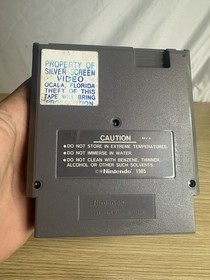 PROPERTY OF
SILVER SCREEN
VIDEO
OCALA, FLORIDA
THEFT OF THIS
TAPE WILL BRING
PROSECUTION
CAUTION
•DO NOT STORE IN EXTREME TEMPERATURES.
•DO NOT IMMERSE IN WATER.
•DO NOT CLEAN WITH BENZENE, THINNER,
ALCOHOL OR OTHER SUCH SOLVENTS.
©Nintendo 1985
Nintendo